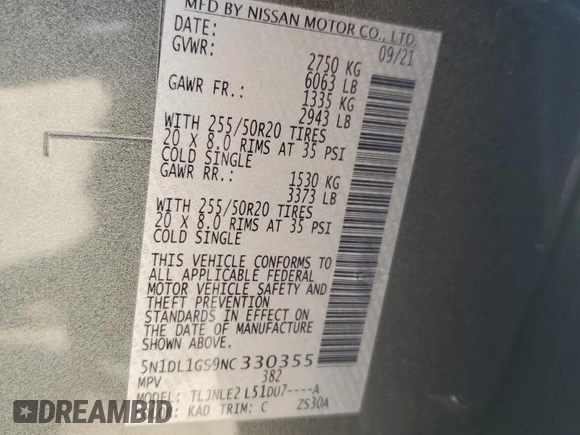 MFD BY NISSAN MOTOR CO., LTD
DATE: 09/21
GVWR: 2750 KG
6063 LB
GAWR FR.: 1335 KG
2943 LB
WITH 255/50R20 TIRES
20 X 8.0 RIMS AT 35 PSI
COLD SINGLE
GAWR RR.: 1530 KG
3373 LB
WITH 255/50R20 TIRES
20 X 8.0 RIMS AT 35 PSI
COLD SINGLE
THIS VEHICLE CONFORMS TO
ALL APPLICABLE FEDERAL
MOTOR VEHICLE SAFETY AND
THEFT PREVENTION
STANDARDS IN EFFECT ON
THE DATE OF MANUFACTURE
SHOWN ABOVE.
5N1DL1GS9NC330355
MPV 382
MODEL: TLJNLE2 L51DU7----A
KAD TRIM: C ZS30A
DREAMBID